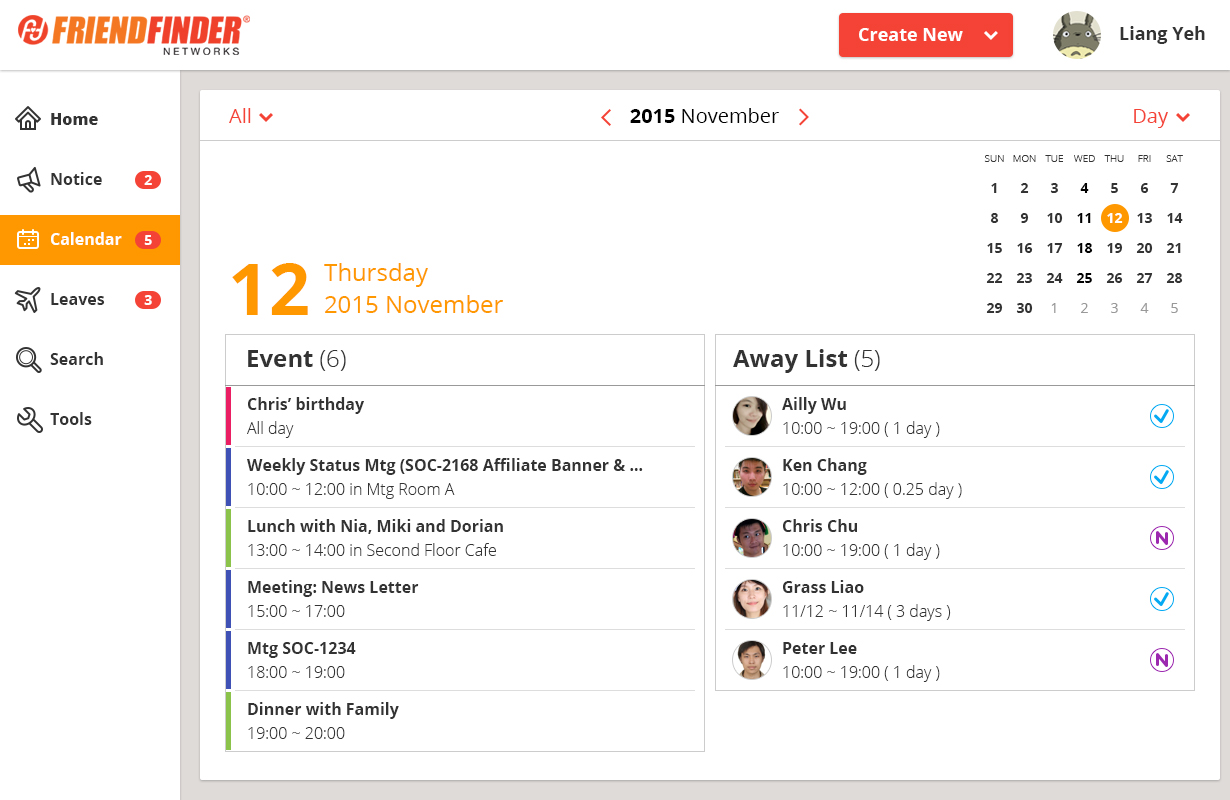 FRIENDFINDER®
NETWORKS
Create New
Liang Yeh
Home
Notice 2
Calendar 5
Leaves 3
Search
Tools
All
2015 November
Day
SUN MON TUE WED THU FRI SAT
1 2 3 4 5 6 7
8 9 10 11 12 13 14
15 16 17 18 19 20 21
22 23 24 25 26 27 28
29 30 1 2 3 4 5
12
Thursday
2015 November
Event (6)
Chris’ birthday
All day
Weekly Status Mtg (SOC-2168 Affiliate Banner & ...
10:00 ~ 12:00 in Mtg Room A
Lunch with Nia, Miki and Dorian
13:00 ~ 14:00 in Second Floor Cafe
Meeting: News Letter
15:00 ~ 17:00
Mtg SOC-1234
18:00 ~ 19:00
Dinner with Family
19:00 ~ 20:00
Away List (5)
Ailly Wu
10:00 ~ 19:00 ( 1 day )
Ken Chang
10:00 ~ 12:00 ( 0.25 day )
Chris Chu
10:00 ~ 19:00 ( 1 day )
N
Grass Liao
11/12 ~ 11/14 ( 3 days )
Peter Lee
10:00 ~ 19:00 ( 1 day )
N